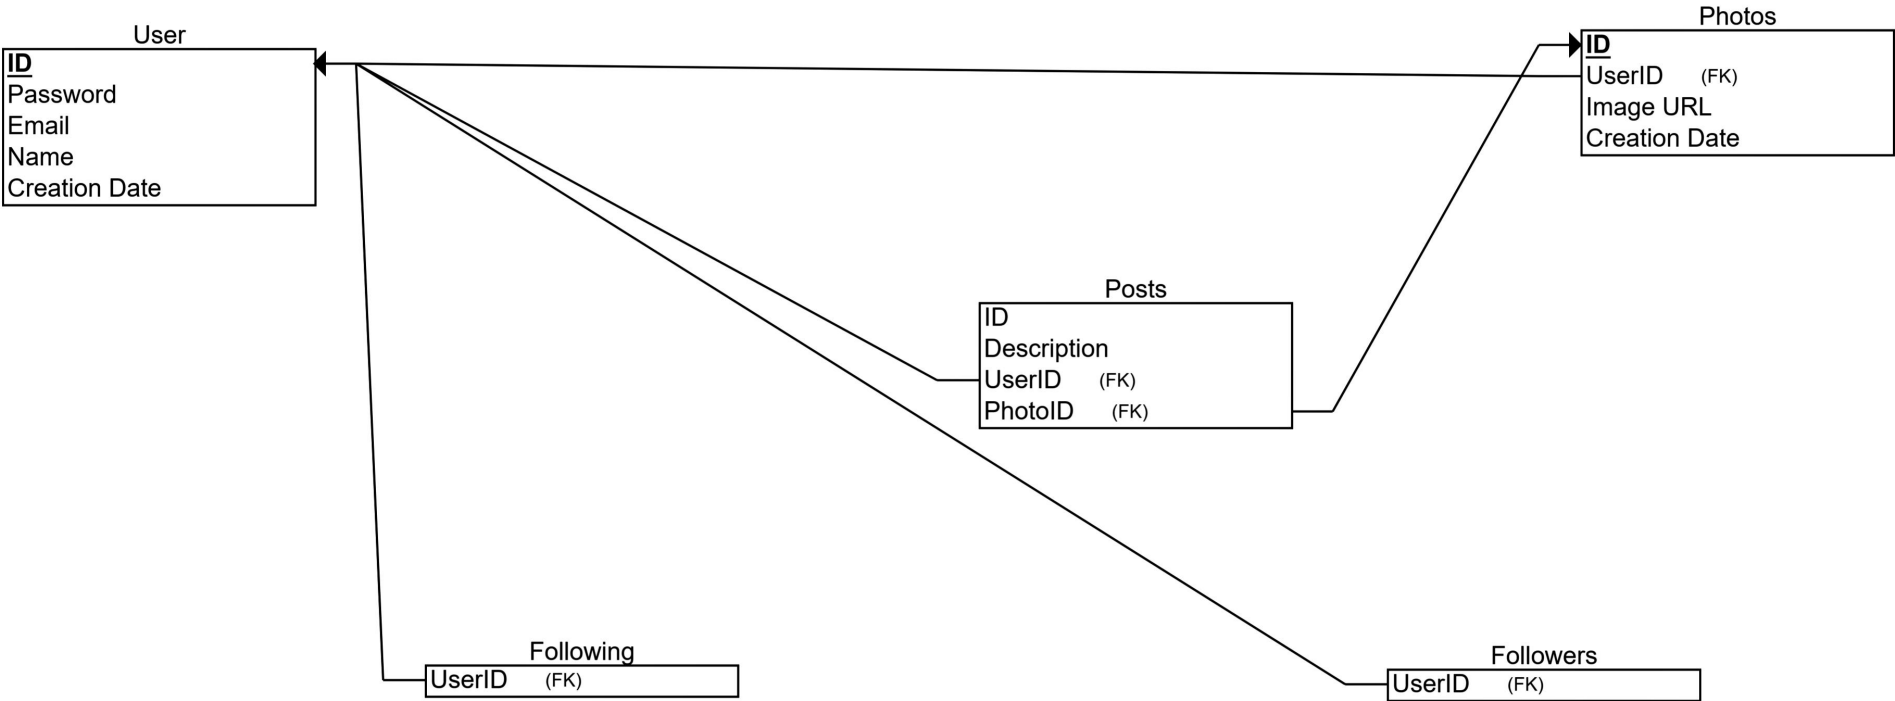 User
ID
Password
Email
Name
Creation Date
Photos
ID
UserID (FK)
Image URL
Creation Date
Posts
ID
Description
UserID (FK)
PhotoID (FK)
Following
UserID (FK)
Followers
UserID (FK)